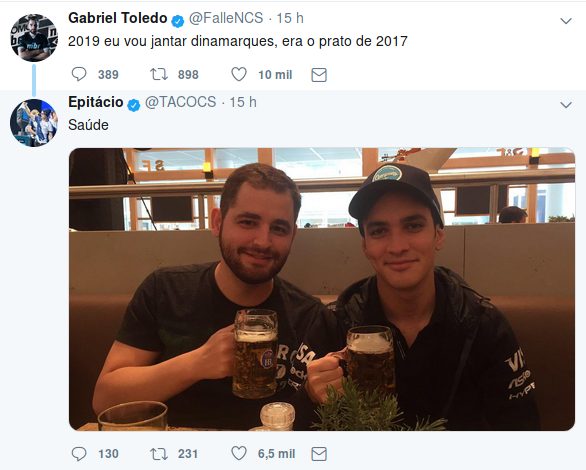 Gabriel Toledo @FalleNCS · 15 h
2019 eu vou jantar dinamarques, era o prato de 2017
389 898 10 mil
Epitácio @TACOCS · 15 h
Saúde
130 231 6,5 mil